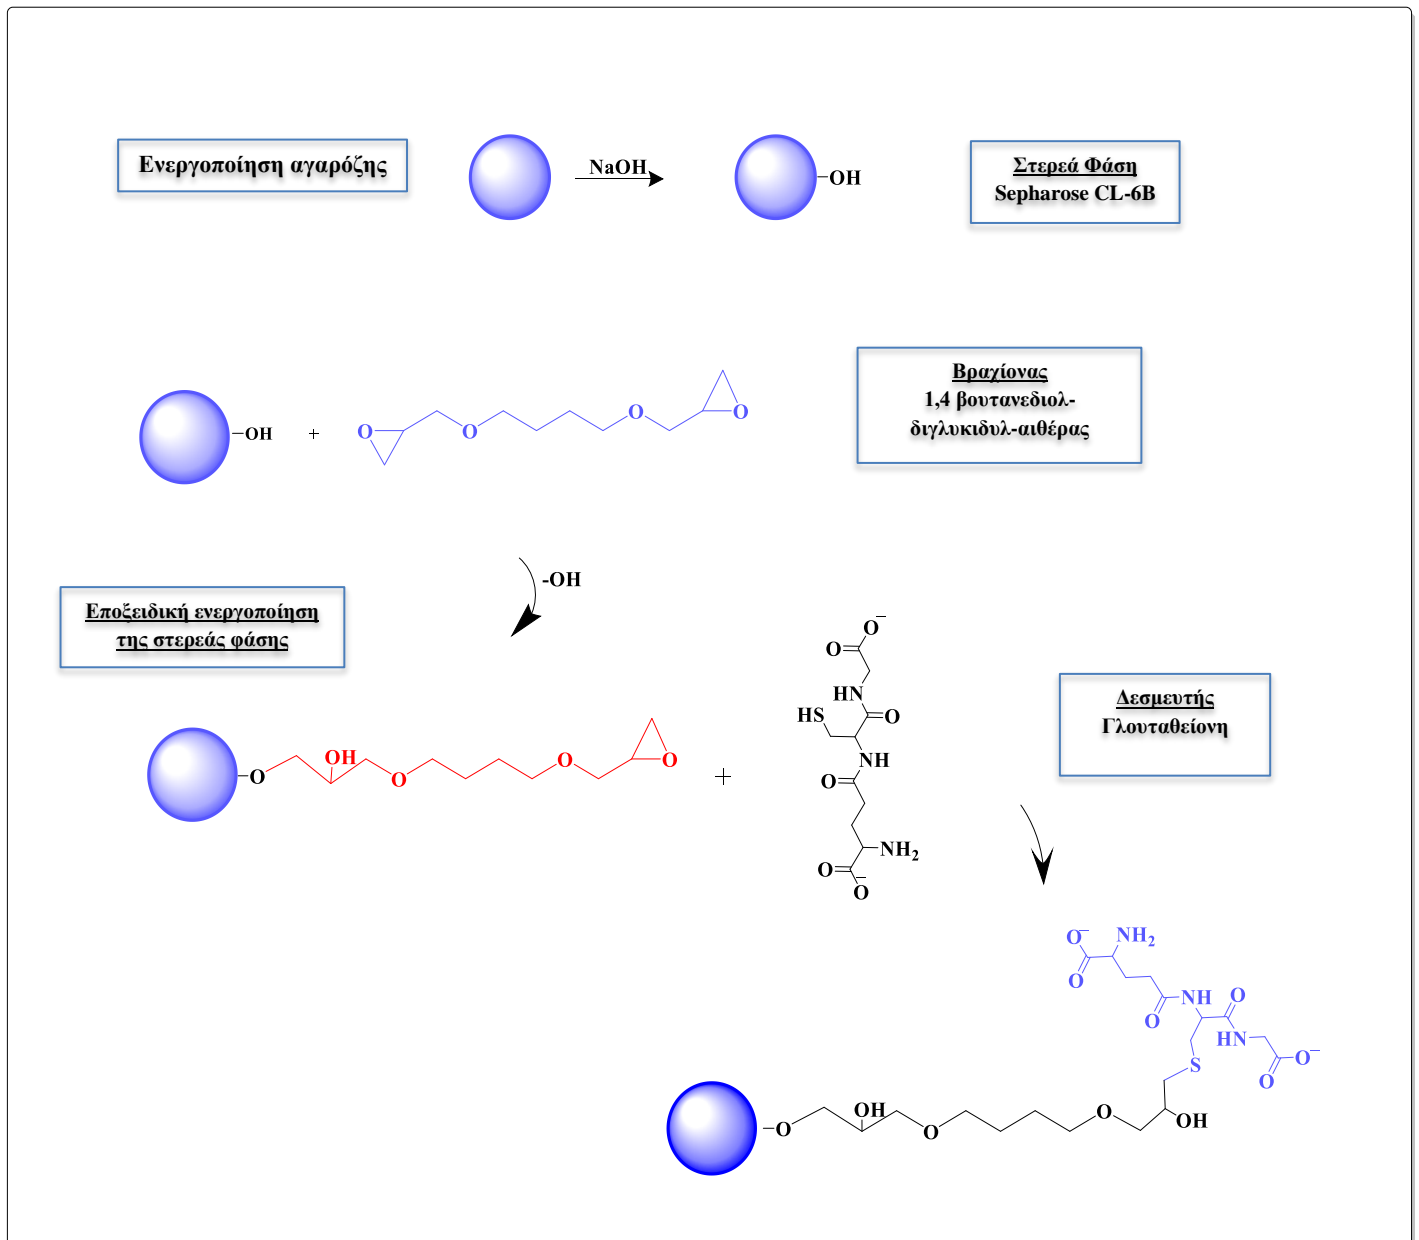 Ενεργοποίηση αγαρόζης
NaOH
-OH
Στερεά Φάση
Sepharose CL-6B
-OH
+
O
O
O
O
Βραχίονας
1,4 βουτανεδιολ-
διγλυκιδυλ-αιθέρας
-OH
Εποξειδική ενεργοποίηση
της στερεάς φάσης
-O
OH
O
O
O
+
O⁻
O
HN
HS
O
NH
O
NH₂
O
O⁻
Δεσμευτής
Γλουταθειόνη
O⁻
NH₂
O
NH
O
O
HN
O⁻
S
O
-O
OH
O
O
OH